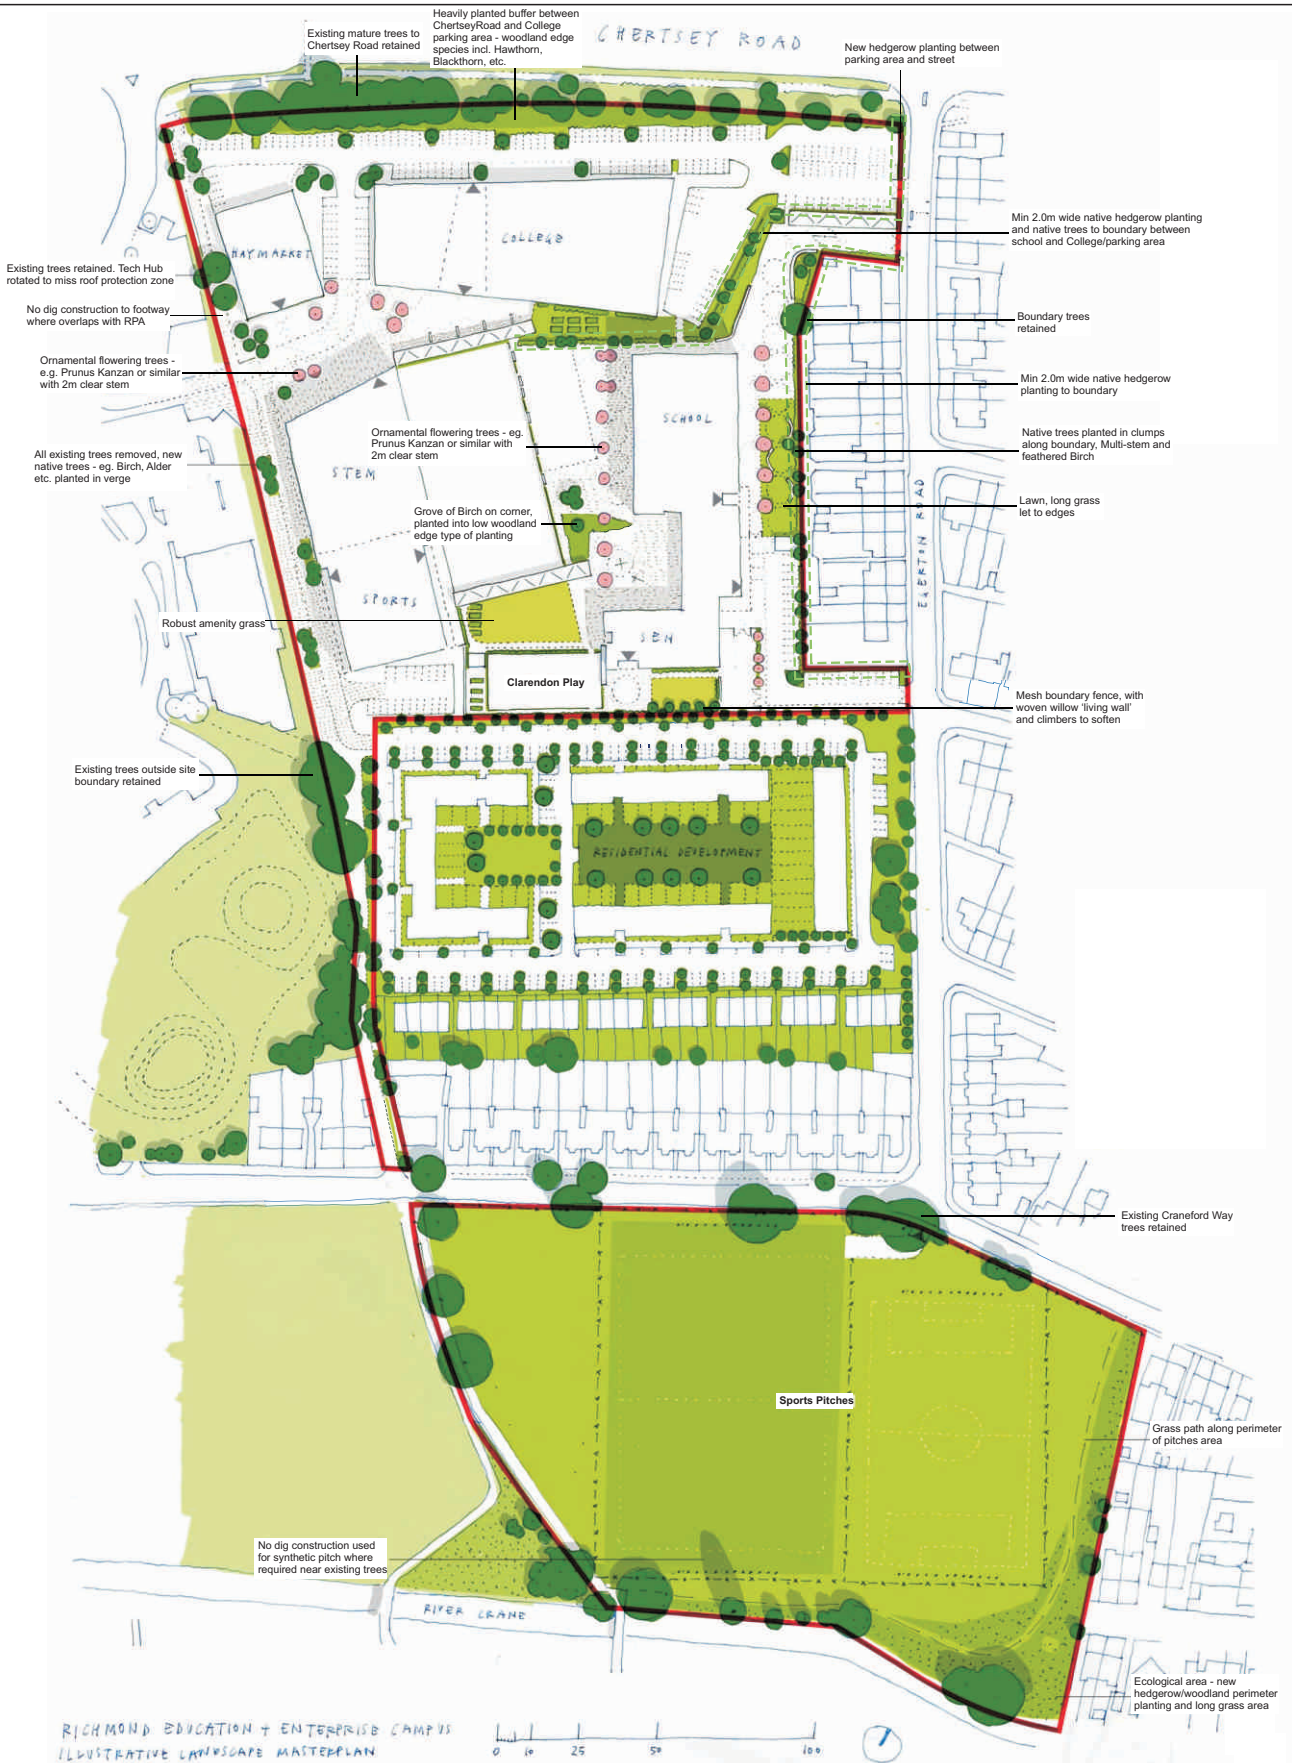 CHERTSEY ROAD
Heavily planted buffer between
ChertseyRoad and College
parking area - woodland edge
species incl. Hawthorn,
Blackthorn, etc.
Existing mature trees to
Chertsey Road retained
New hedgerow planting between
parking area and street
Min 2.0m wide native hedgerow planting
and native trees to boundary between
school and College/parking area
COLLEGE
HAYMARKET
Existing trees retained. Tech Hub
rotated to miss roof protection zone
No dig construction to footway
where overlaps with RPA
Boundary trees
retained
Ornamental flowering trees -
e.g. Prunus Kanzan or similar
with 2m clear stem
Min 2.0m wide native hedgerow
planting to boundary
SCHOOL
Ornamental flowering trees - eg.
Prunus Kanzan or similar with
2m clear stem
Native trees planted in clumps
along boundary, Multi-stem and
feathered Birch
All existing trees removed, new
native trees - eg. Birch, Alder
etc. planted in verge
STEM
Lawn, long grass
let to edges
Grove of Birch on corner,
planted into low woodland
edge type of planting
EGERTON ROAD
SPORTS
Robust amenity grass
SEN
Clarendon Play
Mesh boundary fence, with
woven willow 'living wall'
and climbers to soften
Existing trees outside site
boundary retained
RESIDENTIAL DEVELOPMENT
Existing Craneford Way
trees retained
Sports Pitches
Grass path along perimeter
of pitches area
No dig construction used
for synthetic pitch where
required near existing trees
RIVER CRANE
Ecological area - new
hedgerow/woodland perimeter
planting and long grass area
RICHMOND EDUCATION + ENTERPRISE CAMPUS
ILLUSTRATIVE LANDSCAPE MASTERPLAN
0 10 25 50 100